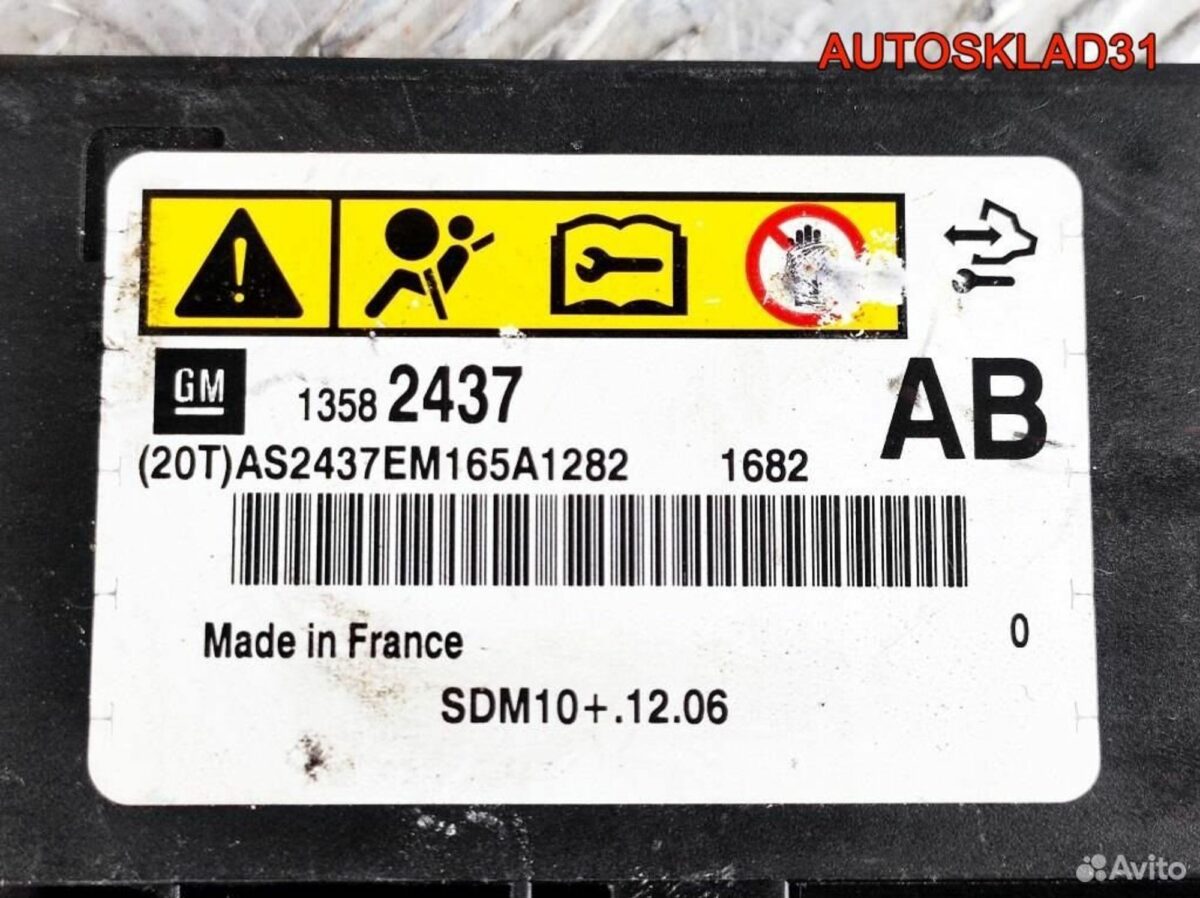 AUTOSKLAD31
GM 1358 2437 AB
(20T)AS2437EM165A1282 1682
Made in France 0
SDM10+.12.06
Avito